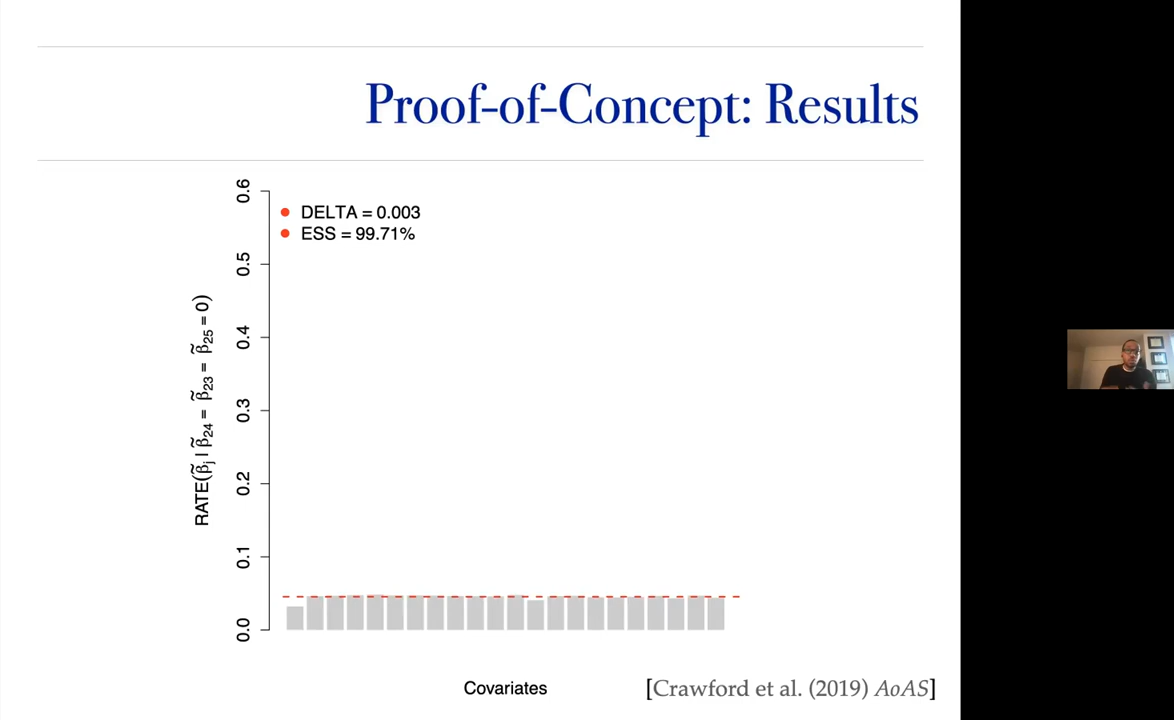 Proof-of-Concept: Results
0.6
DELTA = 0.003
ESS = 99.71%
0.5
0.4
0.3
0.2
0.1
0.0
RATE(β̃j | β̃24 = β̃23 = β̃25 = 0)
Covariates
[Crawford et al. (2019) AoAS]